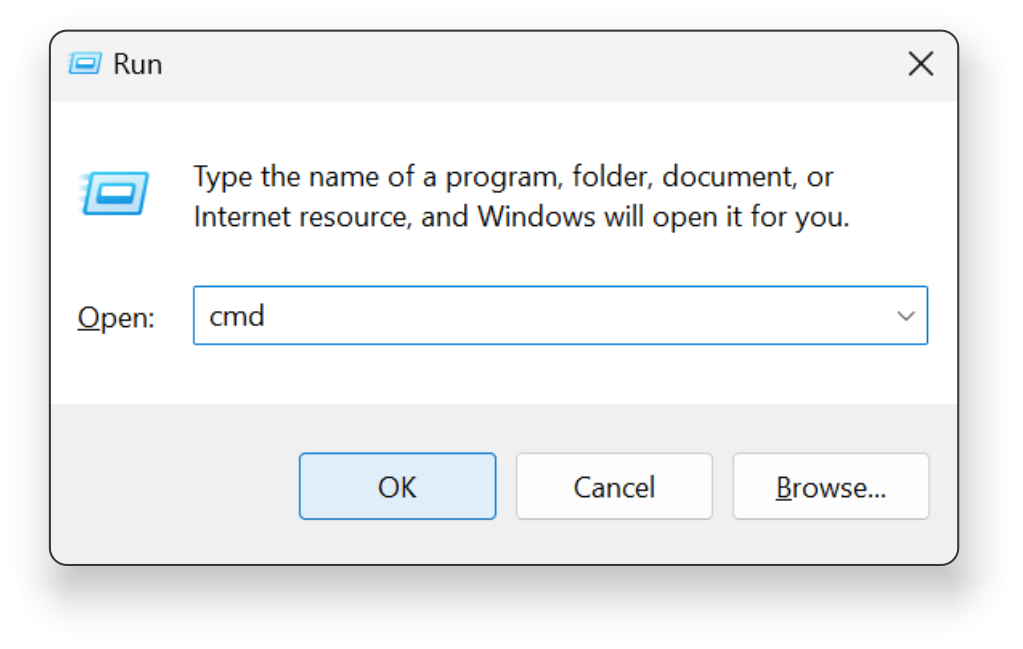 Run
Type the name of a program, folder, document, or
Internet resource, and Windows will open it for you.
Open: cmd
OK Cancel Browse...